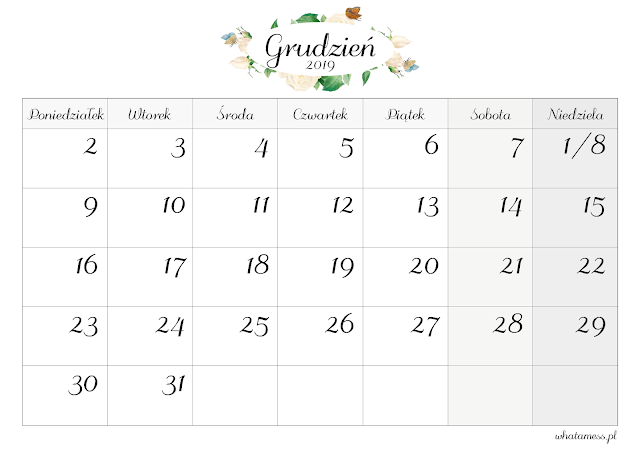 Grudzień
2019
Poniedziałek Wtorek Środa Czwartek Piątek Sobota Niedziela
2 3 4 5 6 7 1/8
9 10 11 12 13 14 15
16 17 18 19 20 21 22
23 24 25 26 27 28 29
30 31
whatamess.pl